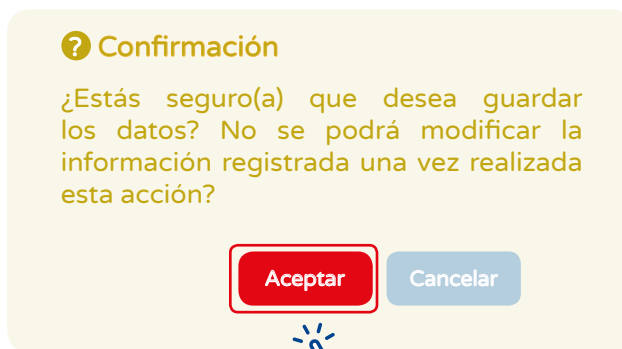 ? Confirmación
¿Estás seguro(a) que desea guardar
los datos? No se podrá modificar la
información registrada una vez realizada
esta acción?
Aceptar Cancelar